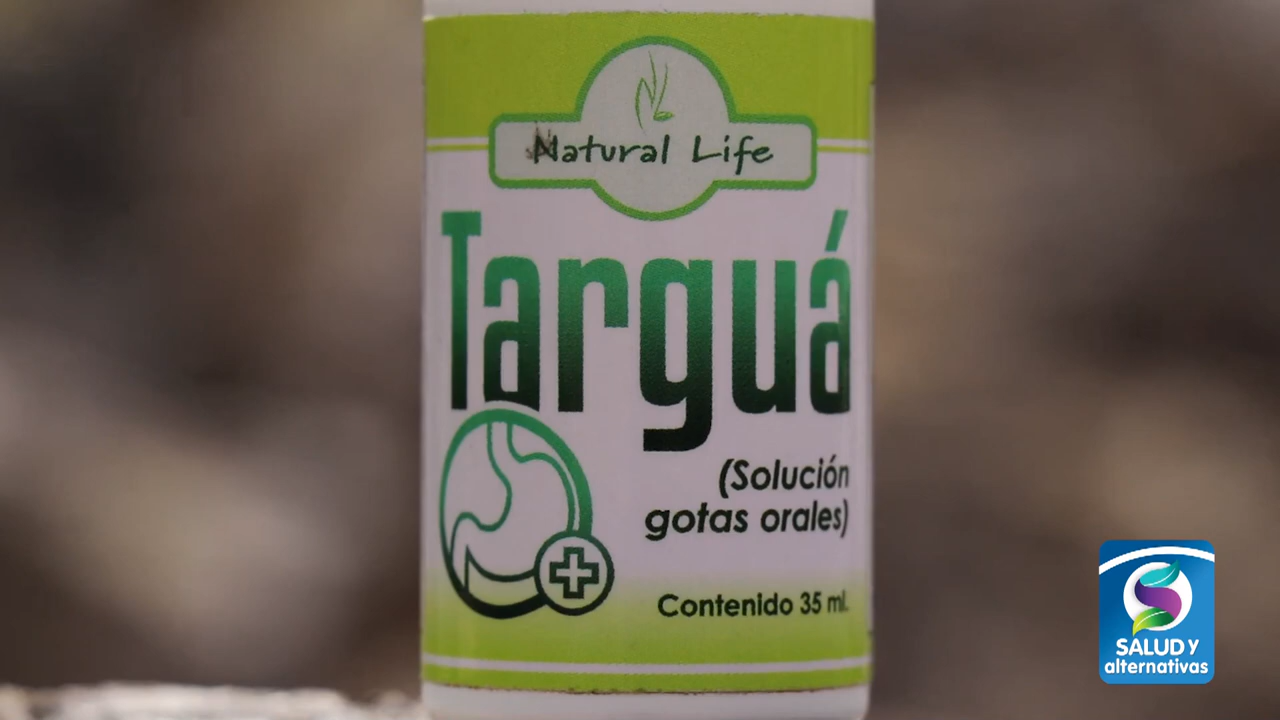 Natural Life
Targuá
(Solución
gotas orales)
Contenido 35 ml.
SALUD Y
alternativas